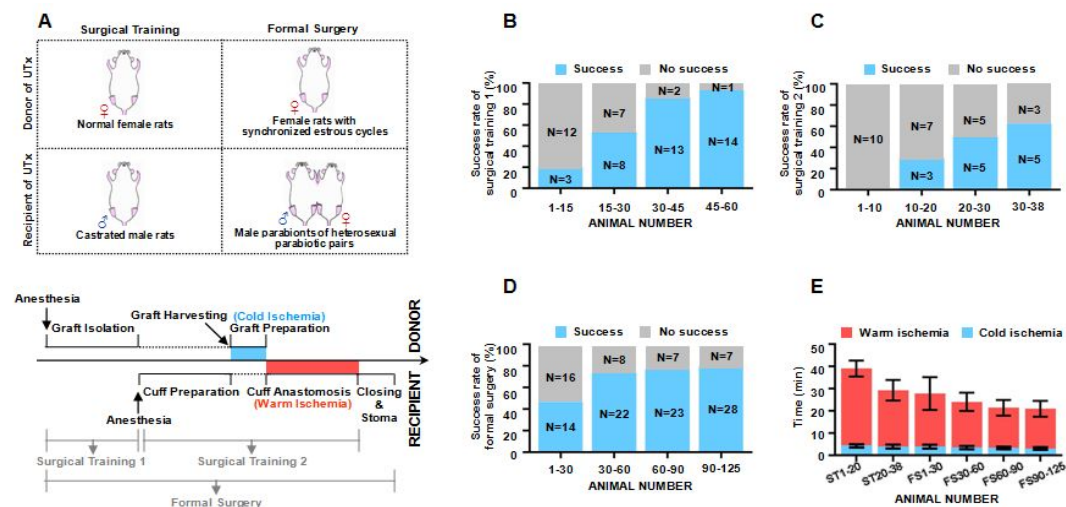 A
Surgical Training
Formal Surgery
Donor of UTx
♀
Normal female rats
♀
Female rats with
synchronized estrous cycles
Recipient of UTx
♂
Castrated male rats
♂
♀
Male parabionts of heterosexual
parabiotic pairs
Anesthesia
Graft Isolation
Graft Harvesting
(Cold Ischemia)
Graft Preparation
DONOR
Cuff Preparation
Cuff Anastomosis
(Warm Ischemia)
Closing
&
Stoma
Anesthesia
RECIPIENT
Surgical Training 1
Surgical Training 2
Formal Surgery
B
Success
No success
Success rate of
surgical training 1 (%)
100
80
60
40
20
0
N=12
N=3
N=7
N=8
N=2
N=13
N=1
N=14
1-15
15-30
30-45
45-60
ANIMAL NUMBER
C
Success
No success
Success rate of
surgical training 2 (%)
100
80
60
40
20
0
N=10
N=7
N=3
N=5
N=5
N=3
N=5
1-10
10-20
20-30
30-38
ANIMAL NUMBER
D
Success
No success
Success rate of
formal surgery (%)
100
80
60
40
20
0
N=16
N=14
N=8
N=22
N=7
N=23
N=7
N=28
1-30
30-60
60-90
90-125
ANIMAL NUMBER
E
Warm ischemia
Cold ischemia
Time (min)
50
40
30
20
10
0
ST1-20
ST20-38
FS1-30
FS30-60
FS60-90
FS90-125
ANIMAL NUMBER